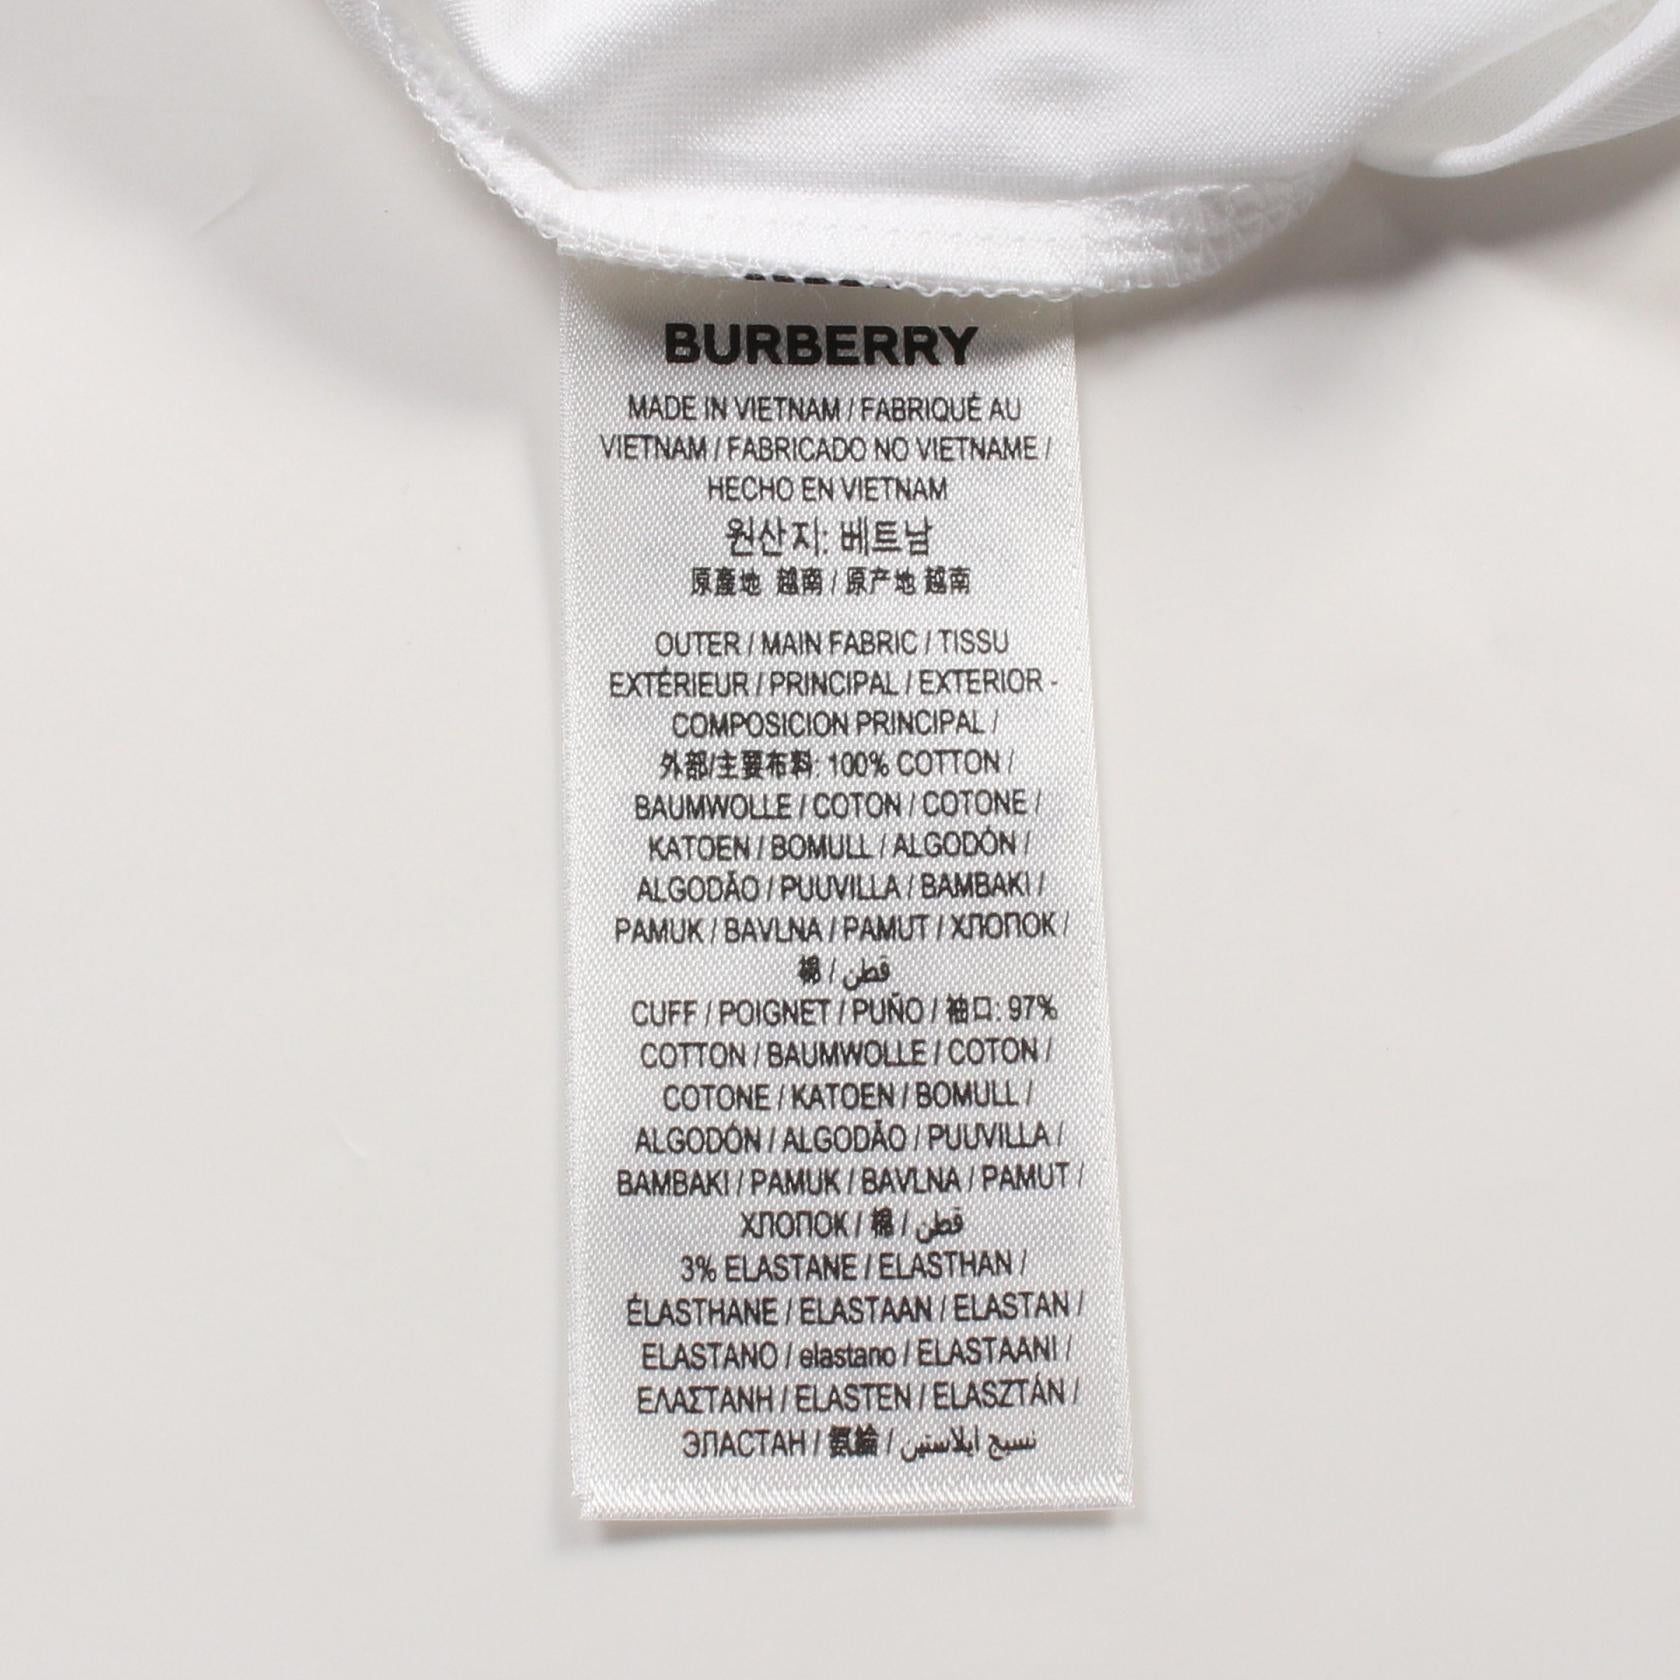 BURBERRY
MADE IN VIETNAM / FABRIQUÉ AU
VIETNAM / FABRICADO NO VIETNAME /
HECHO EN VIETNAM
원산지: 베트남
原產地 越南 / 原产地 越南
OUTER / MAIN FABRIC / TISSU
EXTÉRIEUR / PRINCIPAL / EXTERIOR -
COMPOSICION PRINCIPAL /
外部/主要布料: 100% COTTON /
BAUMWOLLE / COTON / COTONE /
KATOEN / BOMULL / ALGODÓN /
ALGODÃO / PUUVILLA / BAMBAKI /
PAMUK / BAVLNA / PAMUT / ХЛОПОК /
棉 / قطن
CUFF / POIGNET / PUÑO / 袖口: 97%
COTTON / BAUMWOLLE / COTON /
COTONE / KATOEN / BOMULL /
ALGODÓN / ALGODÃO / PUUVILLA /
BAMBAKI / PAMUK / BAVLNA / PAMUT /
ХЛОПОК / 棉 / قطن
3% ELASTANE / ELASTHAN /
ÉLASTHANE / ELASTAAN / ELASTAN /
ELASTANO / elastano / ELASTAANI /
ΕΛΑΣΤΑΝΗ / ELASTEN / ELASZTÁN /
ЭЛАСТАН / 氨綸 / نسيج ايلاستين